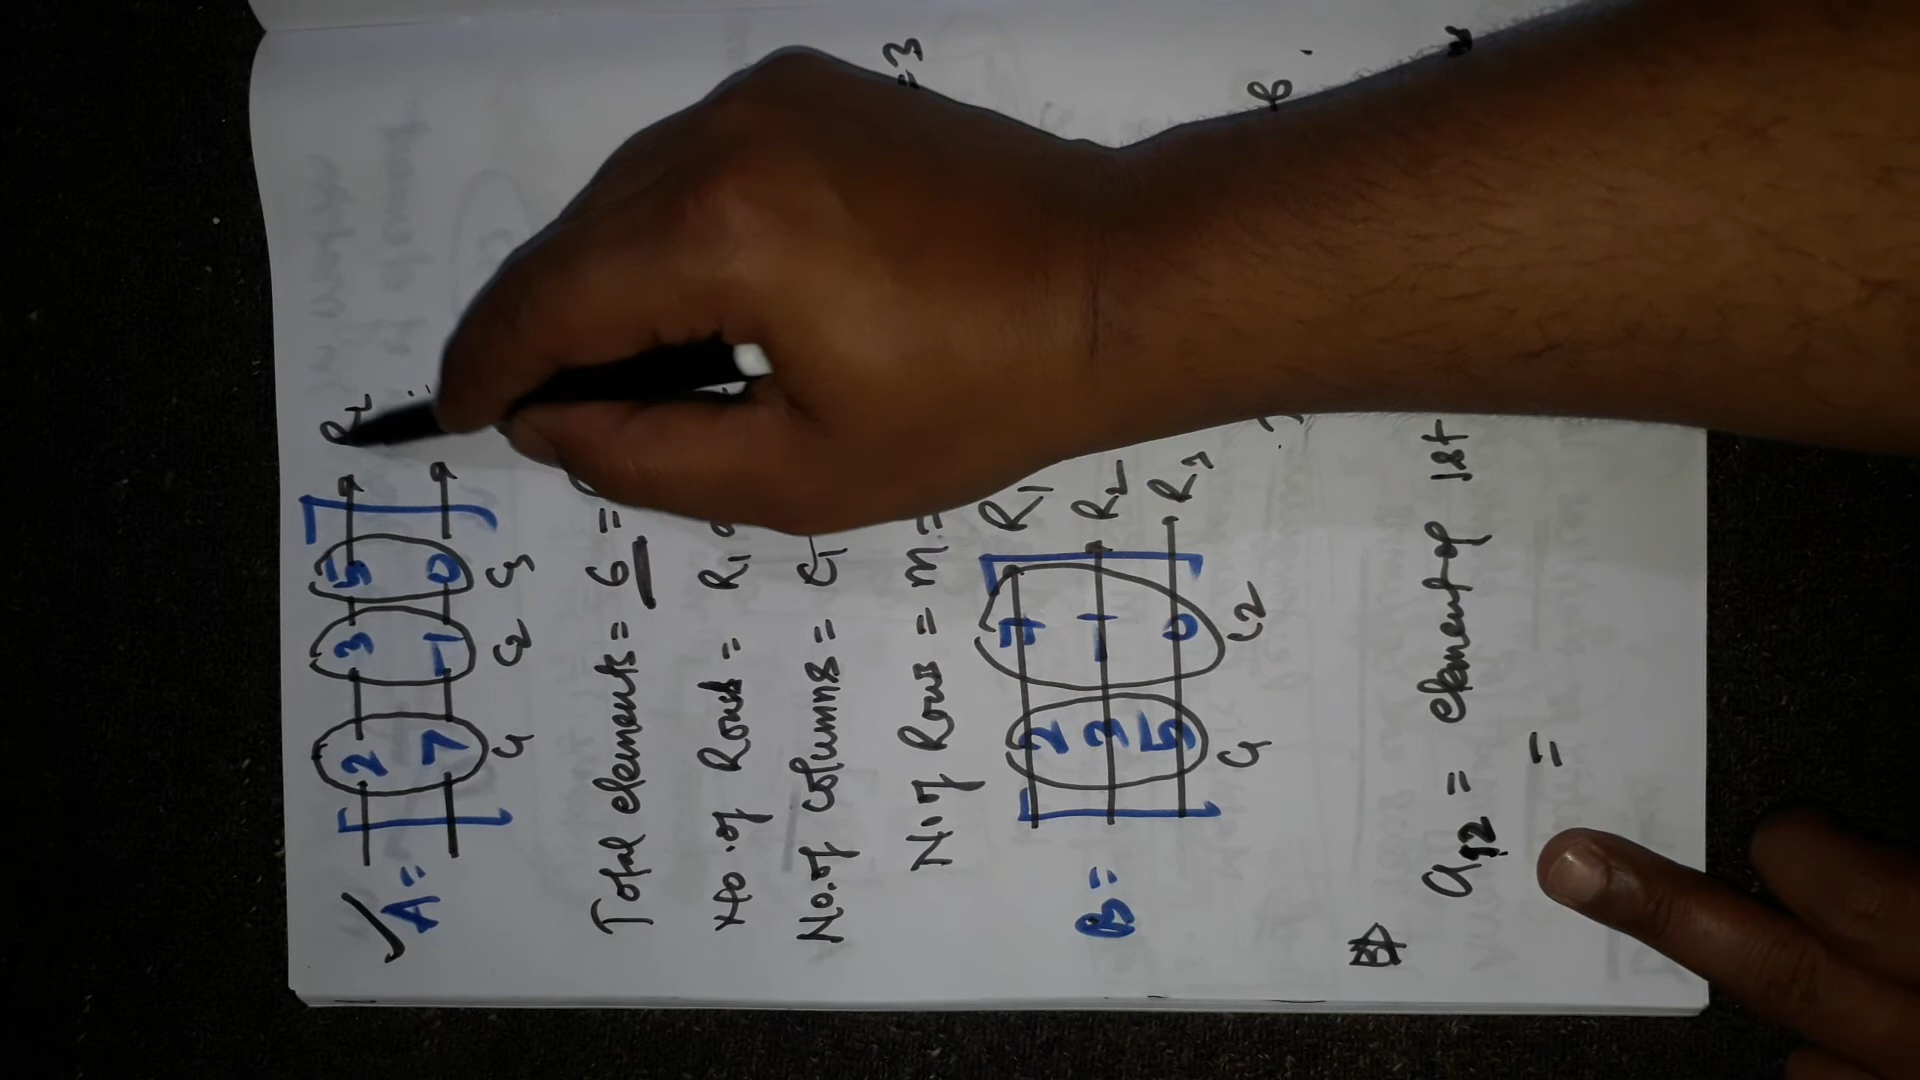 A = [ 2 3 5 ] R1
7 -1 0
C1 C2 C3
Total elements = 6 =
No. of Rows = R1
No. of Columns = C1
No. of Rows = m = =3
B = [ 2 7 ] R1
3 -1 R2
5 0 R3
C1 C2
a12 = element of 1st
=